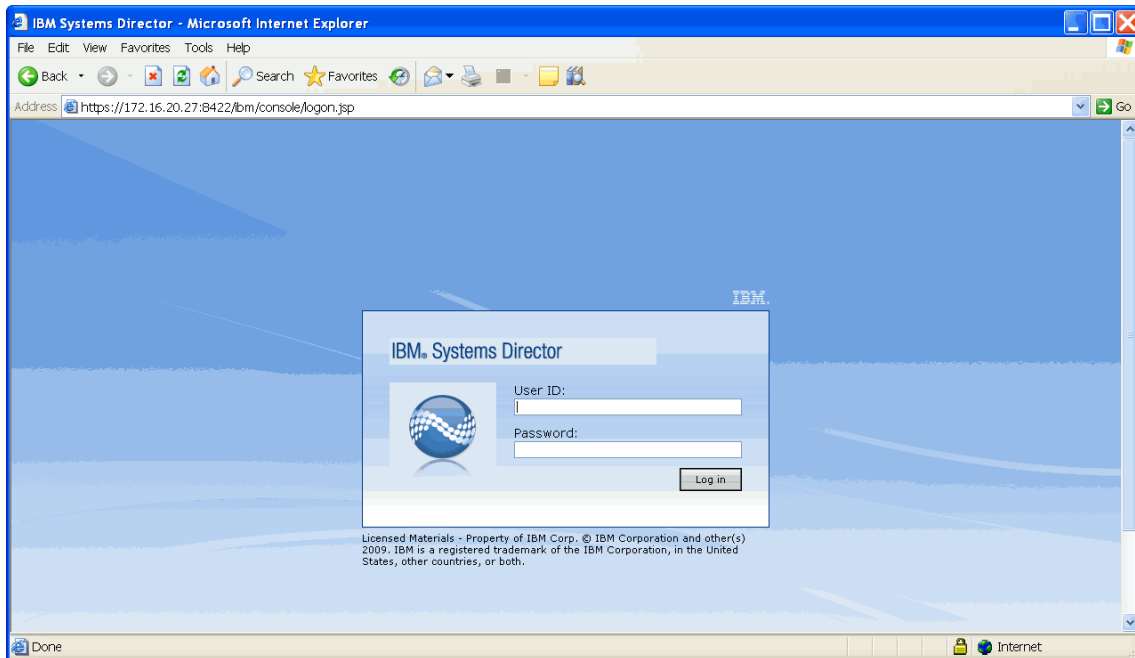 IBM Systems Director - Microsoft Internet Explorer
File Edit View Favorites Tools Help
Back Search Favorites
Address https://172.16.20.27:8422/ibm/console/logon.jsp Go
IBM.
IBM® Systems Director
User ID:
Password:
Log in
Licensed Materials - Property of IBM Corp. © IBM Corporation and other(s)
2009. IBM is a registered trademark of the IBM Corporation, in the United
States, other countries, or both.
Done Internet